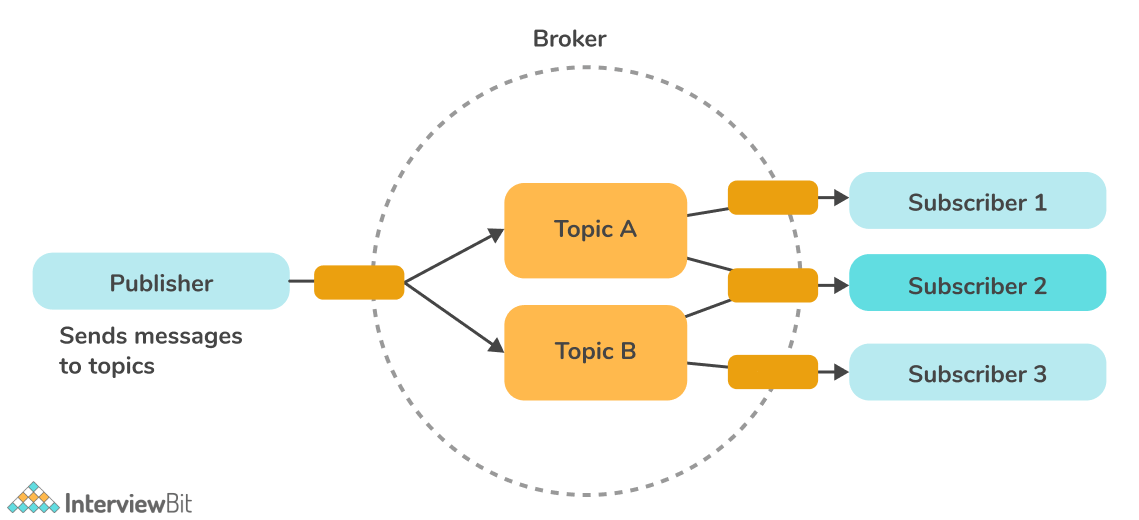 Broker
Topic A
Subscriber 1
Publisher
Subscriber 2
Sends messages
to topics
Topic B
Subscriber 3
InterviewBit